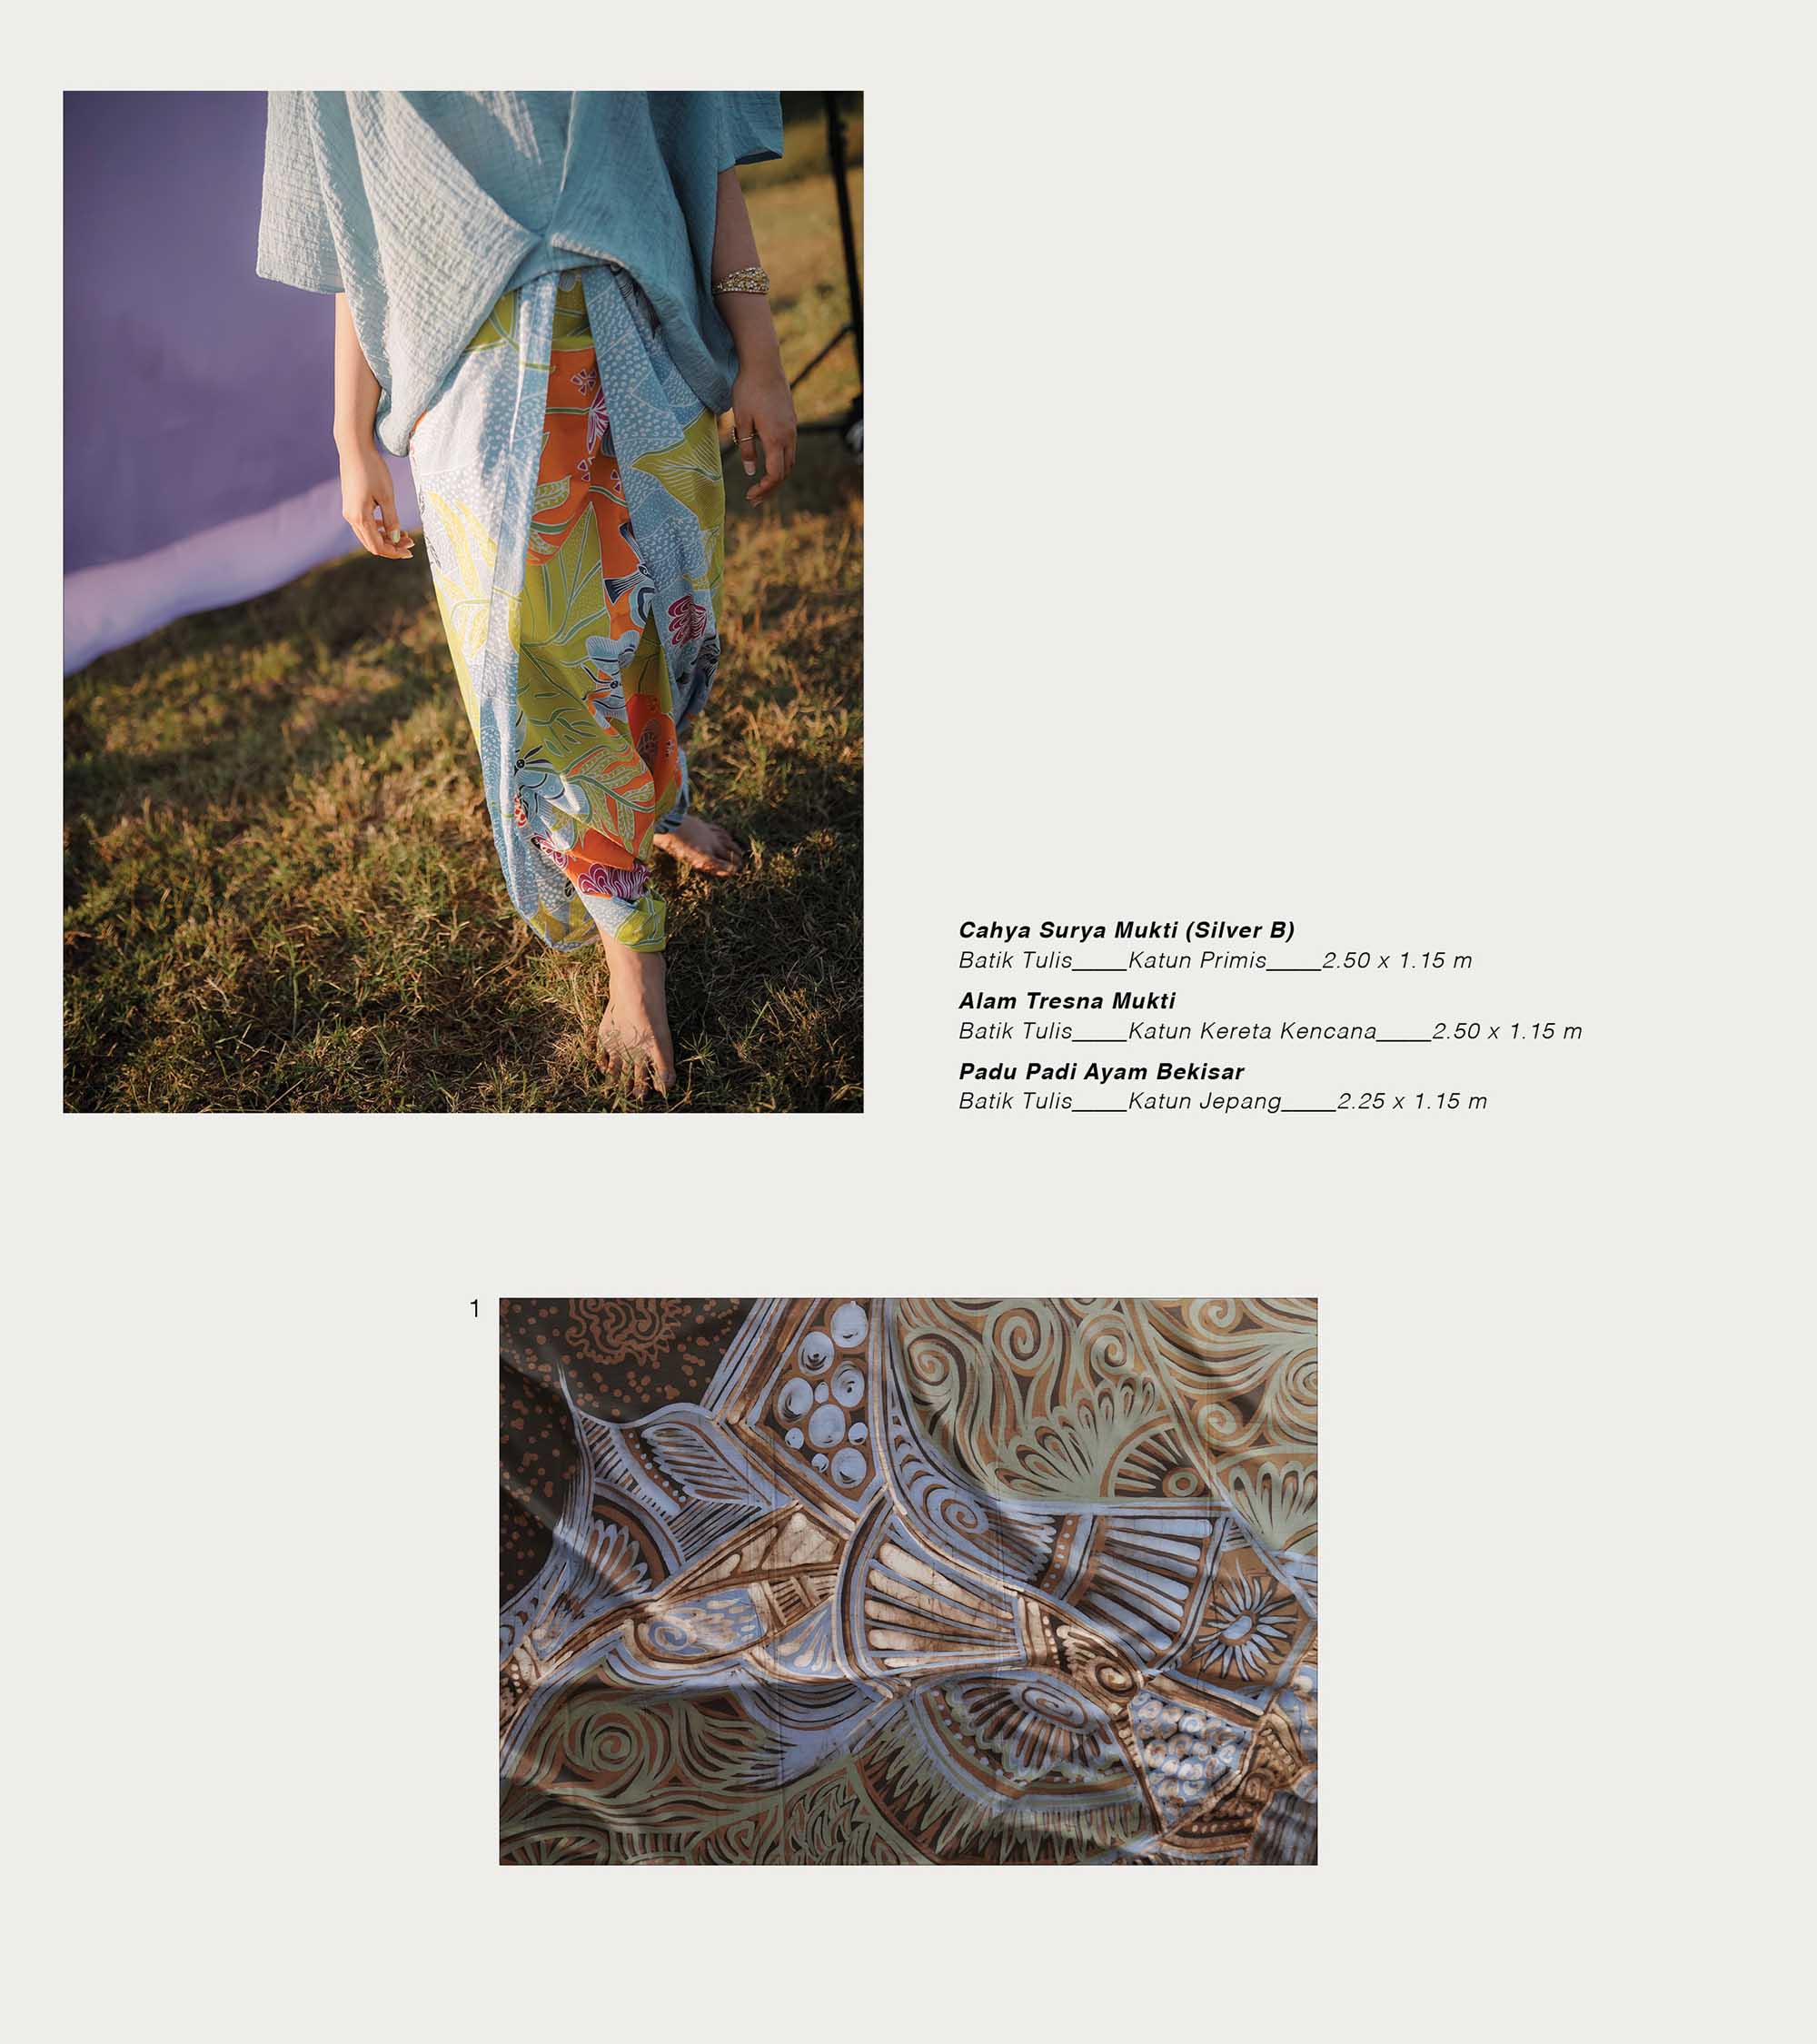 Cahya Surya Mukti (Silver B)
Batik Tulis____Katun Primis____2.50 x 1.15 m
Alam Tresna Mukti
Batik Tulis____Katun Kereta Kencana____2.50 x 1.15 m
Padu Padi Ayam Bekisar
Batik Tulis____Katun Jepang____2.25 x 1.15 m
1